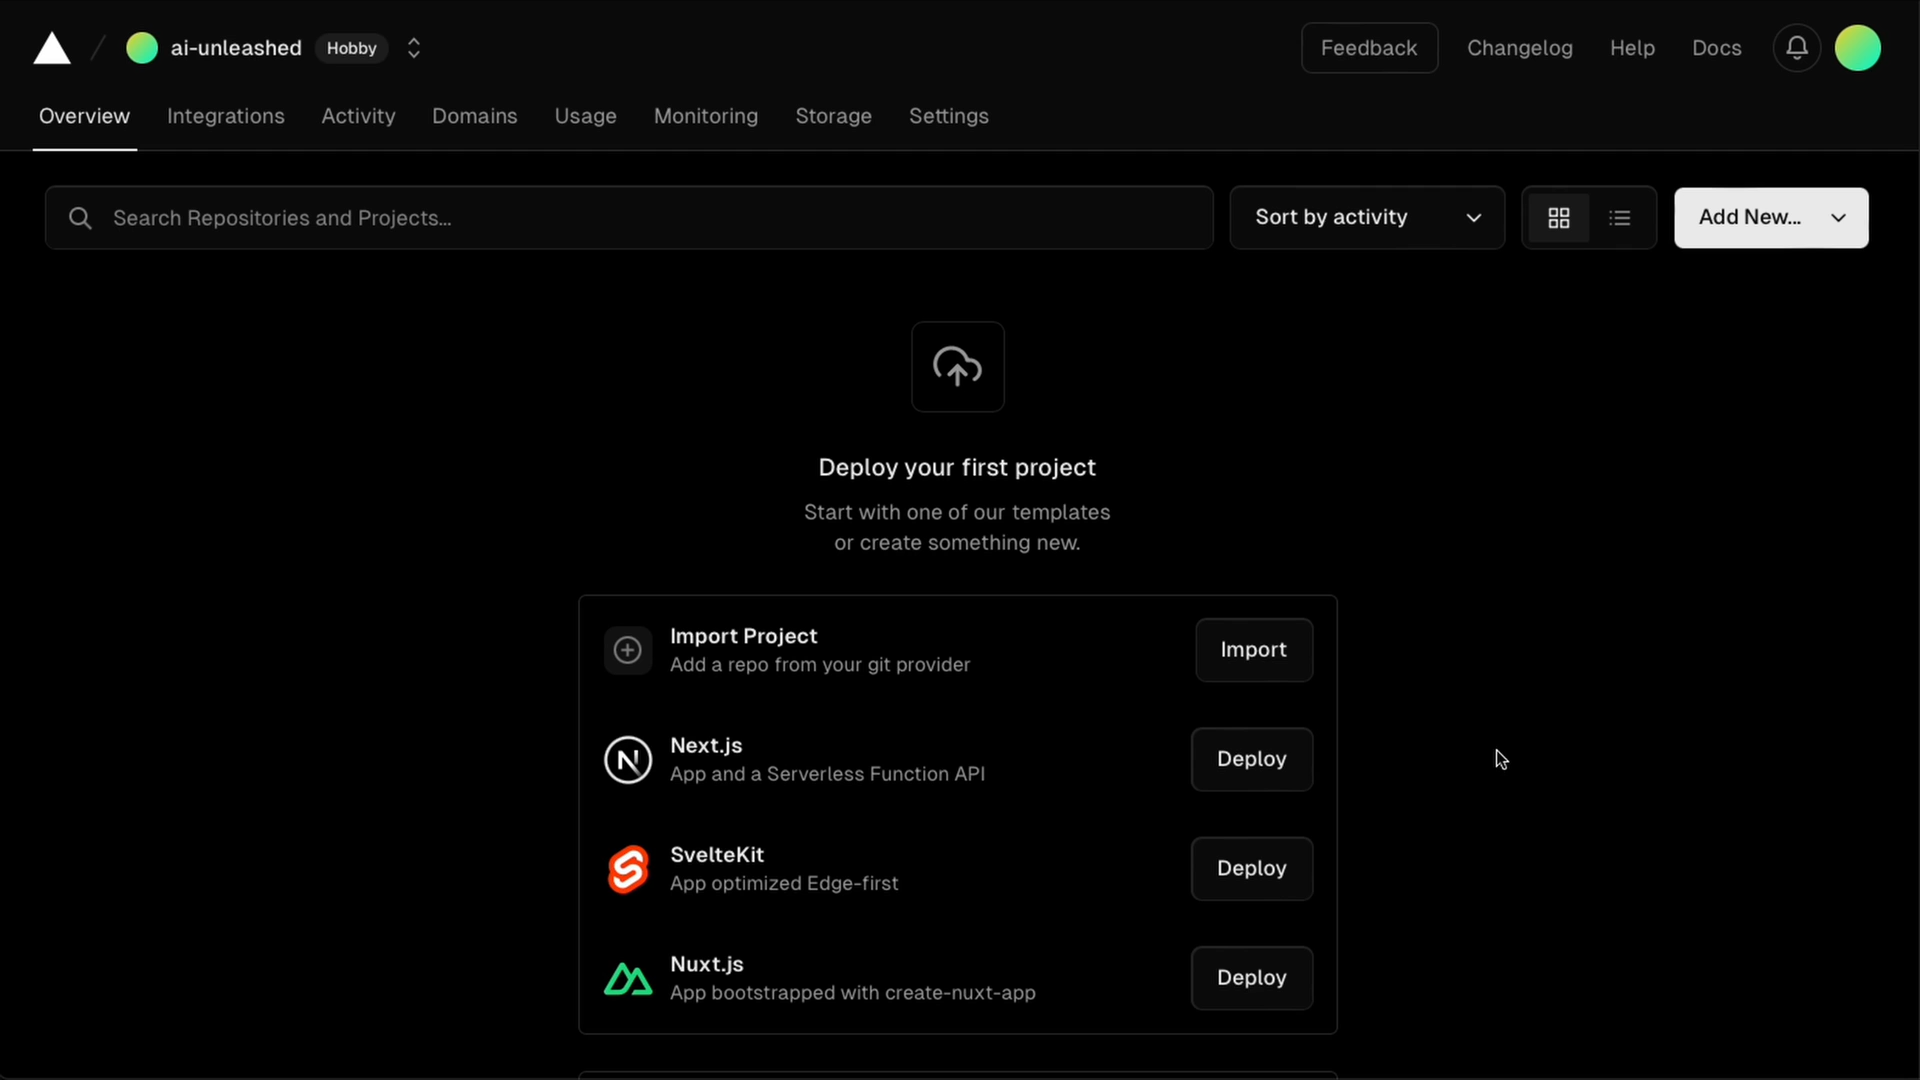 ai-unleashed Hobby
Feedback Changelog Help Docs
Overview Integrations Activity Domains Usage Monitoring Storage Settings
Search Repositories and Projects...
Sort by activity
Add New...
Deploy your first project
Start with one of our templates
or create something new.
Import Project
Add a repo from your git provider
Import
Next.js
App and a Serverless Function API
Deploy
SvelteKit
App optimized Edge-first
Deploy
Nuxt.js
App bootstrapped with create-nuxt-app
Deploy